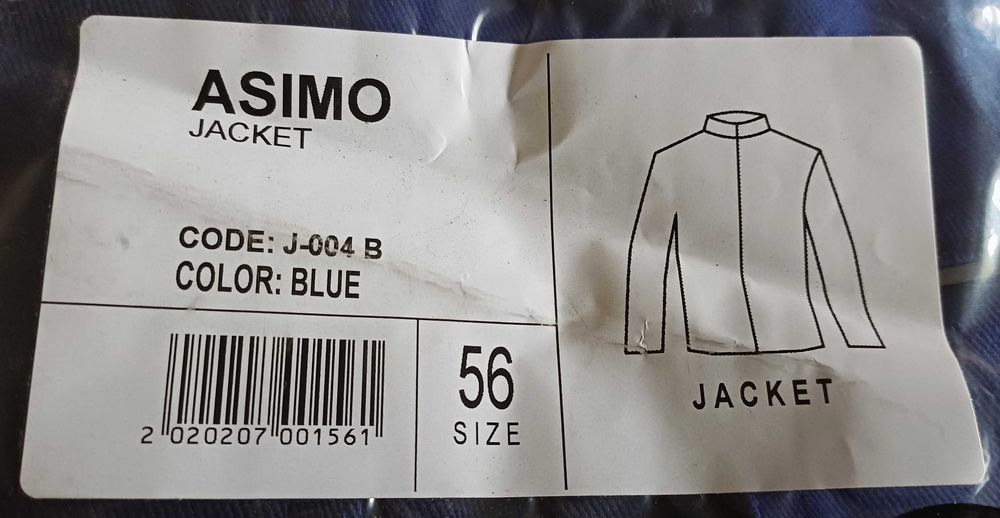 ASIMO
JACKET
CODE: J-004 B
COLOR: BLUE
2 020207 001561
56
SIZE
JACKET